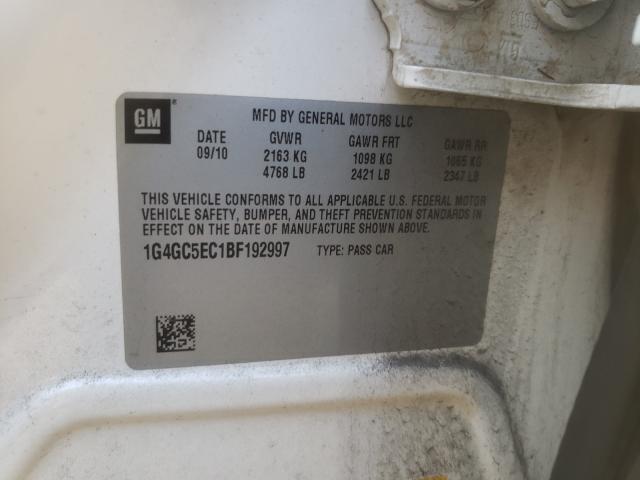 GM
MFD BY GENERAL MOTORS LLC
DATE GVWR GAWR FRT GAWR RR
09/10 2163 KG 1098 KG 1065 KG
4768 LB 2421 LB 2347 LB
THIS VEHICLE CONFORMS TO ALL APPLICABLE U.S. FEDERAL MOTOR
VEHICLE SAFETY, BUMPER, AND THEFT PREVENTION STANDARDS IN
EFFECT ON THE DATE OF MANUFACTURE SHOWN ABOVE.
1G4GC5EC1BF192997 TYPE: PASS CAR